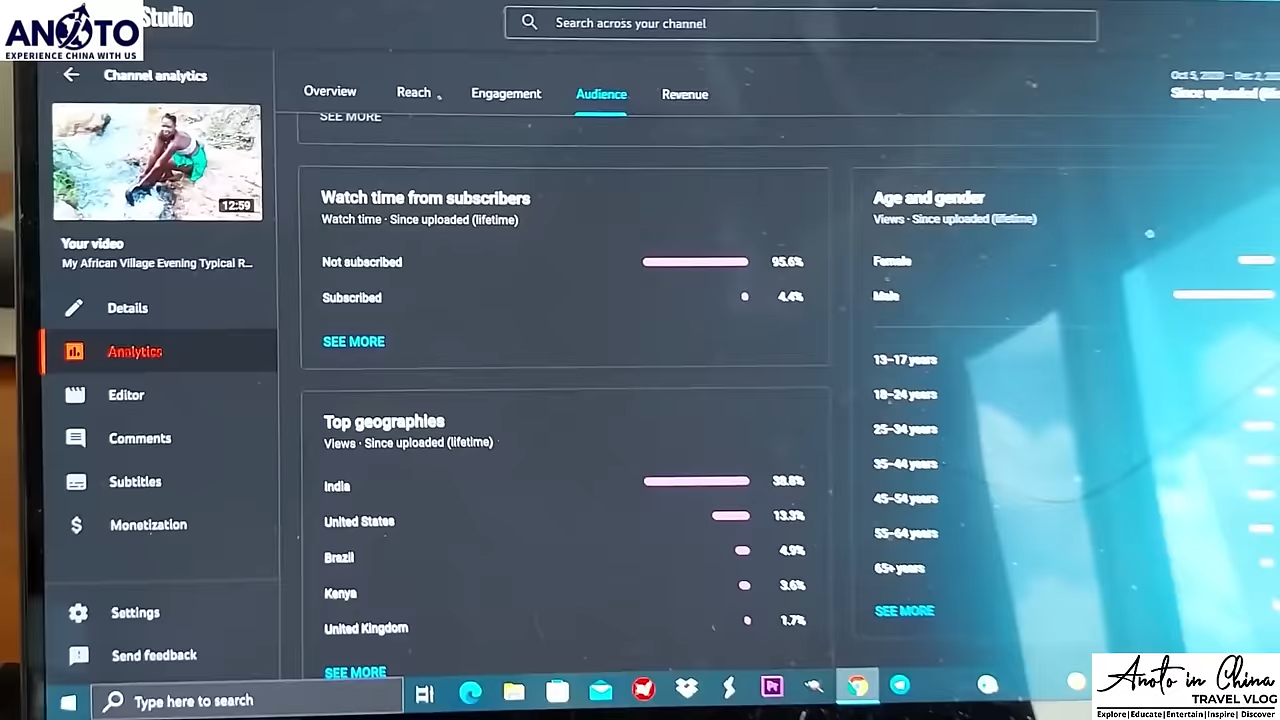 ANOTO
EXPERIENCE CHINA WITH US
Studio
Search across your channel
Channel analytics
Overview
Reach
Engagement
Audience
Revenue
Since uploaded
SEE MORE
12:59
Your video
My African Village Evening Typical R...
Details
Analytics
Editor
Comments
Subtitles
Monetization
Settings
Send feedback
Watch time from subscribers
Watch time · Since uploaded (lifetime)
Not subscribed 95.6%
Subscribed 4.4%
SEE MORE
Top geographies
Views · Since uploaded (lifetime)
India
United States 13.3%
Brazil 4.9%
Kenya 3.6%
United Kingdom 1.7%
SEE MORE
Age and gender
Views · Since uploaded (lifetime)
Female
Male
13–17 years
18–24 years
25–34 years
35–44 years
45–54 years
55–64 years
65+ years
SEE MORE
Type here to search
Anoto in China
TRAVEL VLOC
Explore|Educate|Entertain|Inspire|Discover